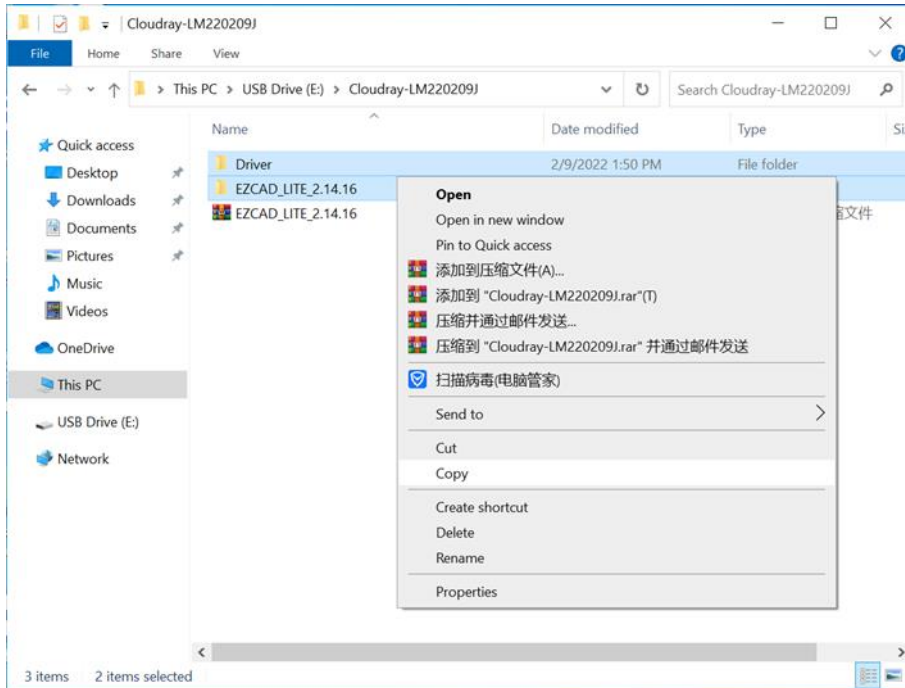 Cloudray-LM220209J
File Home Share View
This PC > USB Drive (E:) > Cloudray-LM220209J
Search Cloudray-LM220209J
Name Date modified Type
Quick access
Desktop
Downloads
Documents
Pictures
Music
Videos
OneDrive
This PC
USB Drive (E:)
Network
Driver 2/9/2022 1:50 PM File folder
EZCAD_LITE_2.14.16
EZCAD_LITE_2.14.16 缩文件
Open
Open in new window
Pin to Quick access
添加到压缩文件(A)...
添加到 "Cloudray-LM220209J.rar"(T)
压缩并通过邮件发送...
压缩到 "Cloudray-LM220209J.rar" 并通过邮件发送
扫描病毒(电脑管家)
Send to
Cut
Copy
Create shortcut
Delete
Rename
Properties
3 items 2 items selected